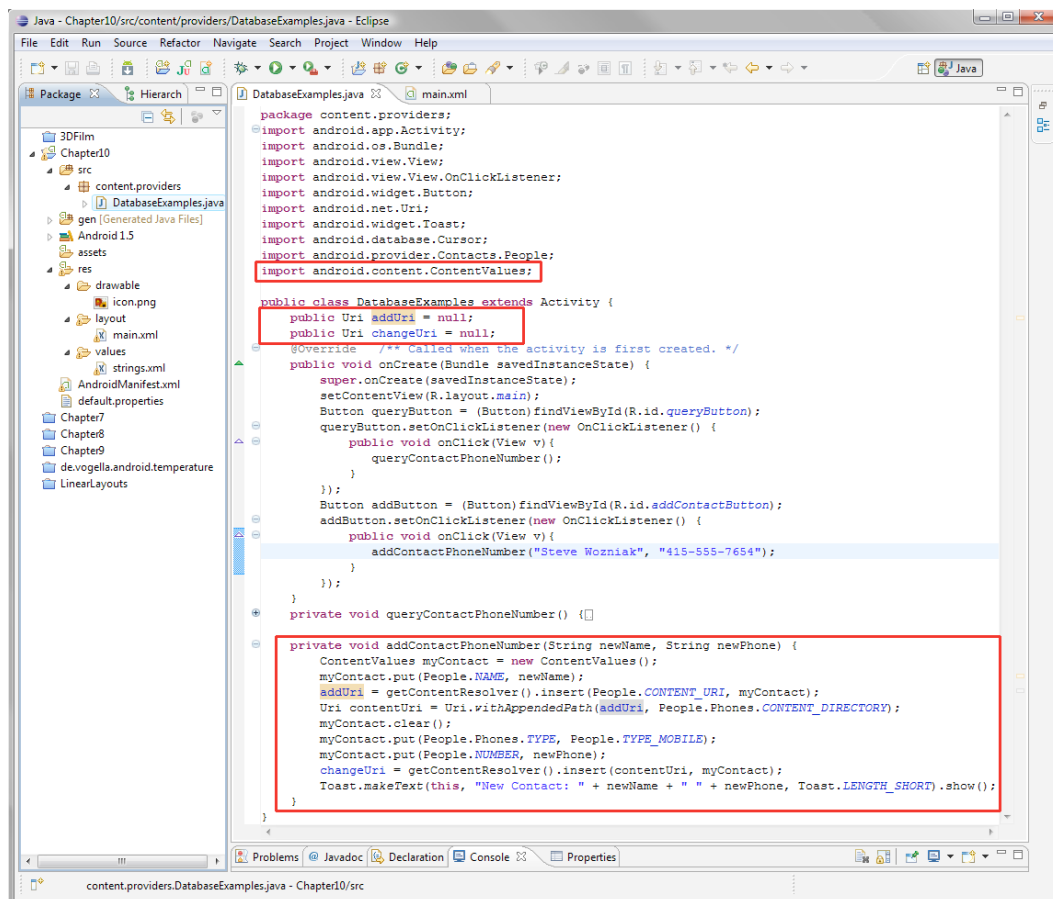 Java - Chapter10/src/content/providers/DatabaseExamples.java - Eclipse
File Edit Run Source Refactor Navigate Search Project Window Help
Java
Package
Hierarch
3DFilm
Chapter10
src
content.providers
DatabaseExamples.java
gen [Generated Java Files]
Android 1.5
assets
res
drawable
icon.png
layout
main.xml
values
strings.xml
AndroidManifest.xml
default.properties
Chapter7
Chapter8
Chapter9
de.vogella.android.temperature
LinearLayouts
DatabaseExamples.java
main.xml
package content.providers;
import android.app.Activity;
import android.os.Bundle;
import android.view.View;
import android.view.View.OnClickListener;
import android.widget.Button;
import android.net.Uri;
import android.widget.Toast;
import android.database.Cursor;
import android.provider.Contacts.People;
import android.content.ContentValues;
public class DatabaseExamples extends Activity {
public Uri addUri = null;
public Uri changeUri = null;
@Override /** Called when the activity is first created. */
public void onCreate(Bundle savedInstanceState) {
super.onCreate(savedInstanceState);
setContentView(R.layout.main);
Button queryButton = (Button)findViewById(R.id.queryButton);
queryButton.setOnClickListener(new OnClickListener() {
public void onClick(View v){
queryContactPhoneNumber();
}
});
Button addButton = (Button)findViewById(R.id.addContactButton);
addButton.setOnClickListener(new OnClickListener() {
public void onClick(View v){
addContactPhoneNumber("Steve Wozniak", "415-555-7654");
}
});
}
private void queryContactPhoneNumber() {
private void addContactPhoneNumber(String newName, String newPhone) {
ContentValues myContact = new ContentValues();
myContact.put(People.NAME, newName);
addUri = getContentResolver().insert(People.CONTENT_URI, myContact);
Uri contentUri = Uri.withAppendedPath(addUri, People.Phones.CONTENT_DIRECTORY);
myContact.clear();
myContact.put(People.Phones.TYPE, People.TYPE_MOBILE);
myContact.put(People.NUMBER, newPhone);
changeUri = getContentResolver().insert(contentUri, myContact);
Toast.makeText(this, "New Contact: " + newName + " " + newPhone, Toast.LENGTH_SHORT).show();
}
}
Problems @ Javadoc Declaration Console Properties
content.providers.DatabaseExamples.java - Chapter10/src